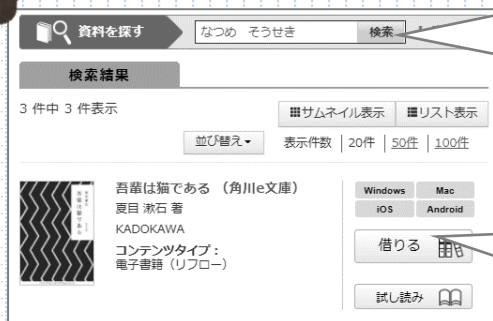 資料を探す
なつめ　そうせき
検索
検索結果
3 件中 3 件表示
サムネイル表示
リスト表示
並び替え
表示件数 20件 50件 100件
吾輩は猫である （角川e文庫）
夏目 漱石 著
KADOKAWA
コンテンツタイプ：
電子書籍（リフロー）
Windows Mac
iOS Android
借りる
試し読み